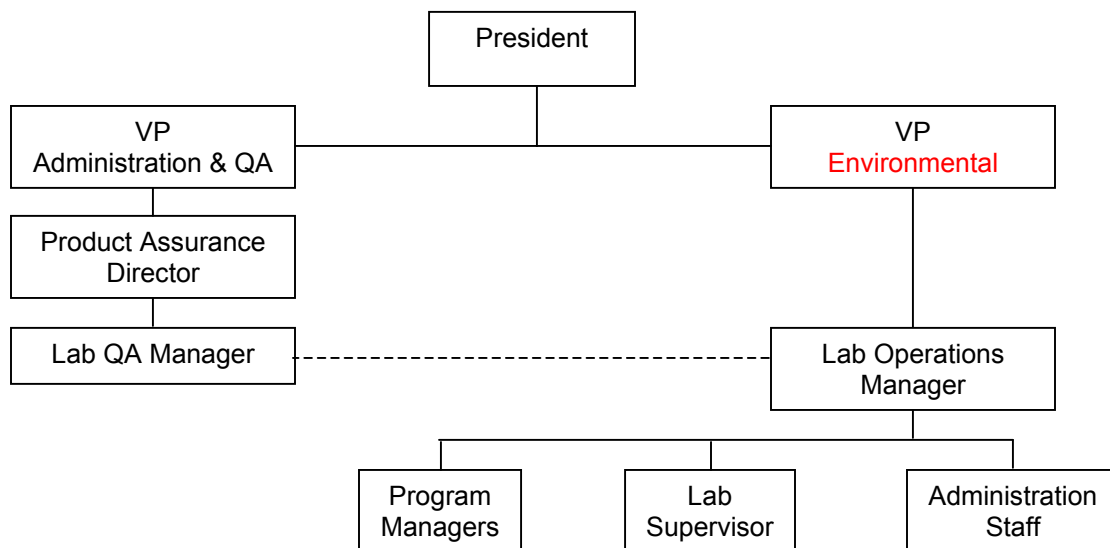 President
VP
Administration & QA
VP
Environmental
Product Assurance
Director
Lab QA Manager
Lab Operations
Manager
Program
Managers
Lab
Supervisor
Administration
Staff